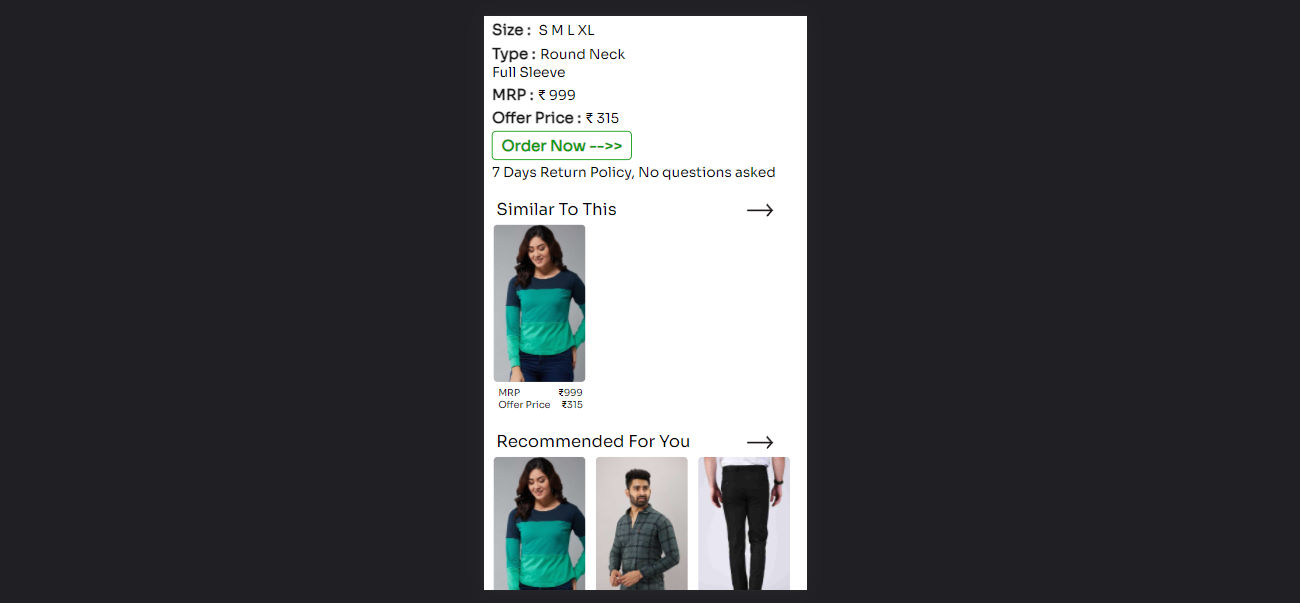 Size : S M L XL
Type : Round Neck
Full Sleeve
MRP : ₹ 999
Offer Price : ₹ 315
Order Now -->>
7 Days Return Policy, No questions asked
Similar To This
MRP ₹999
Offer Price ₹315
Recommended For You